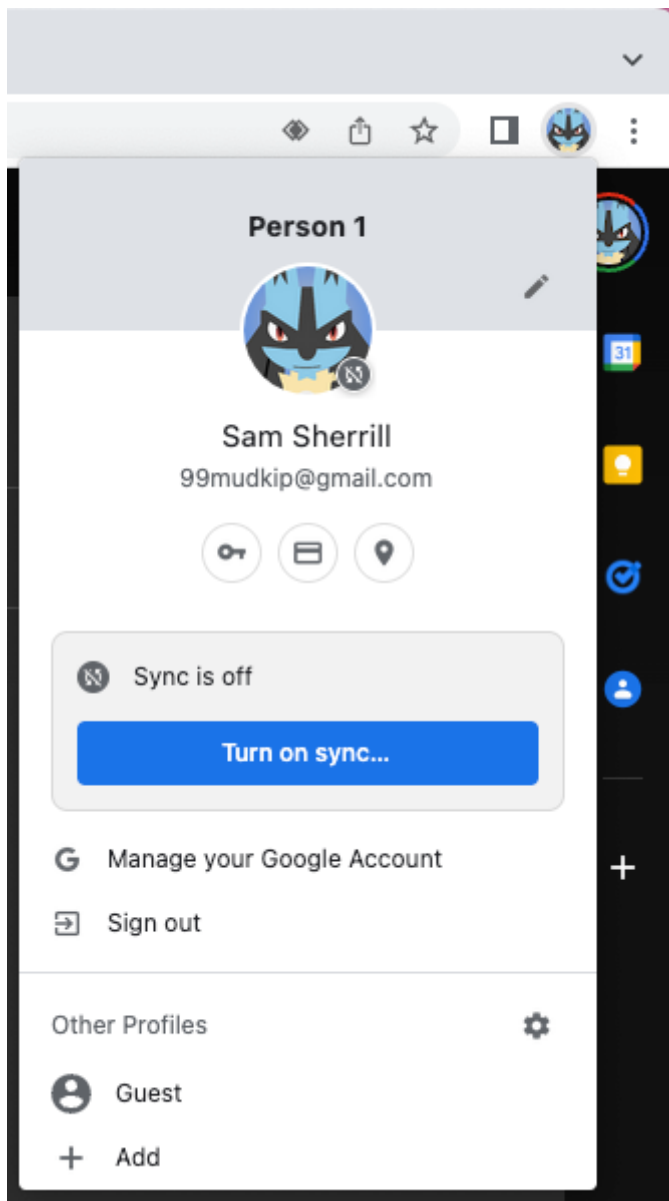 Person 1
Sam Sherrill
99mudkip@gmail.com
31
Sync is off
Turn on sync...
G Manage your Google Account
Sign out
Other Profiles
Guest
+ Add